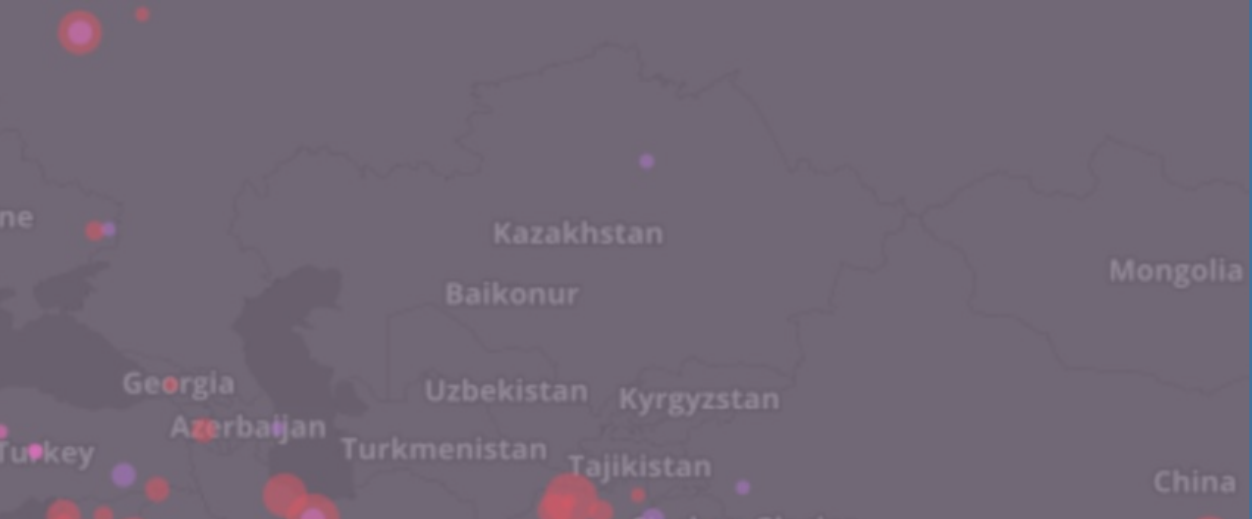 ne
Kazakhstan
Mongolia
Baikonur
Georgia
Uzbekistan
Kyrgyzstan
Azerbaijan
Turkmenistan
Turkey
Tajikistan
China